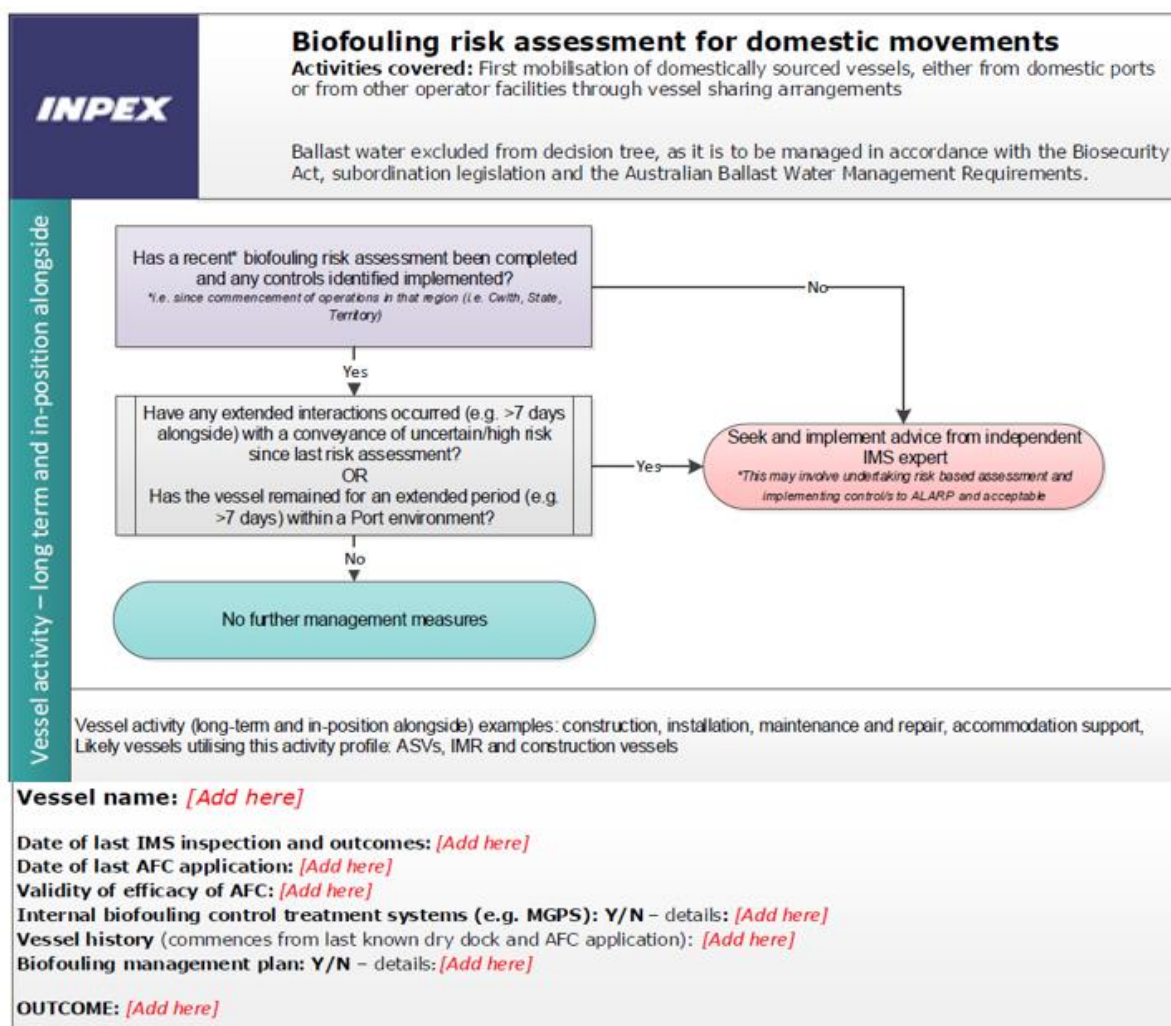 INPEX
Biofouling risk assessment for domestic movements
Activities covered: First mobilisation of domestically sourced vessels, either from domestic ports
or from other operator facilities through vessel sharing arrangements
Ballast water excluded from decision tree, as it is to be managed in accordance with the Biosecurity
Act, subordination legislation and the Australian Ballast Water Management Requirements.
Vessel activity – long term and in-position alongside
Has a recent* biofouling risk assessment been completed
and any controls identified implemented?
*i.e. since commencement of operations in that region (i.e. Cwlth, State,
Territory)
No
Yes
Have any extended interactions occurred (e.g. >7 days
alongside) with a conveyance of uncertain/high risk
since last risk assessment?
OR
Has the vessel remained for an extended period (e.g.
>7 days) within a Port environment?
Yes
Seek and implement advice from independent
IMS expert
*This may involve undertaking risk based assessment and
implementing control/s to ALARP and acceptable
No
No further management measures
Vessel activity (long-term and in-position alongside) examples: construction, installation, maintenance and repair, accommodation support,
Likely vessels utilising this activity profile: ASVs, IMR and construction vessels
Vessel name: [Add here]
Date of last IMS inspection and outcomes: [Add here]
Date of last AFC application: [Add here]
Validity of efficacy of AFC: [Add here]
Internal biofouling control treatment systems (e.g. MGPS): Y/N – details: [Add here]
Vessel history (commences from last known dry dock and AFC application): [Add here]
Biofouling management plan: Y/N – details: [Add here]
OUTCOME: [Add here]